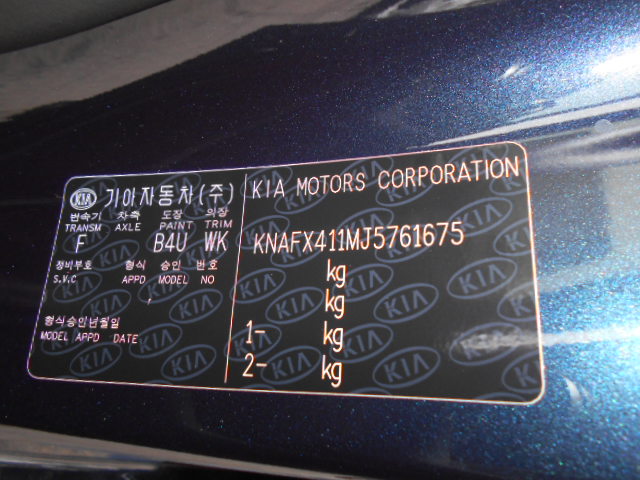 KIA 기아자동차(주)
변속기 차축 도장 의장
TRANSM AXLE PAINT TRIM
F B4U WK
정비부호 형식 승인 번호
S.V.C APPD MODEL NO
형식승인년월일
MODEL APPD DATE
KIA MOTORS CORPORATION
KNAFX411MJ5761675
kg
kg
1- kg
2- kg